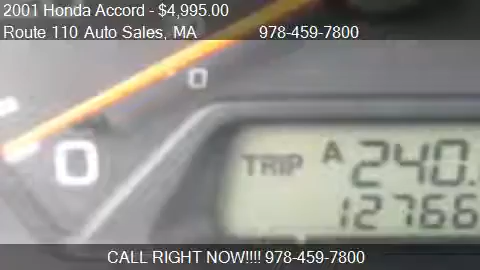 2001 Honda Accord - $4,995.00
Route 110 Auto Sales, MA 978-459-7800
0
0
TRIP A 240.
12766
CALL RIGHT NOW!!!! 978-459-7800